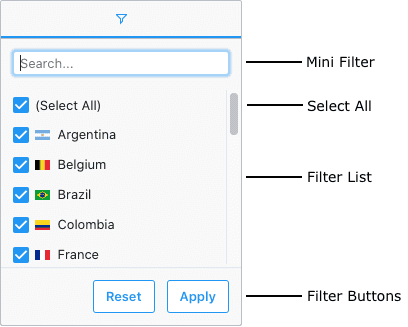 Search...
Mini Filter
(Select All)
Select All
Argentina
Belgium
Filter List
Brazil
Colombia
France
Reset
Apply
Filter Buttons